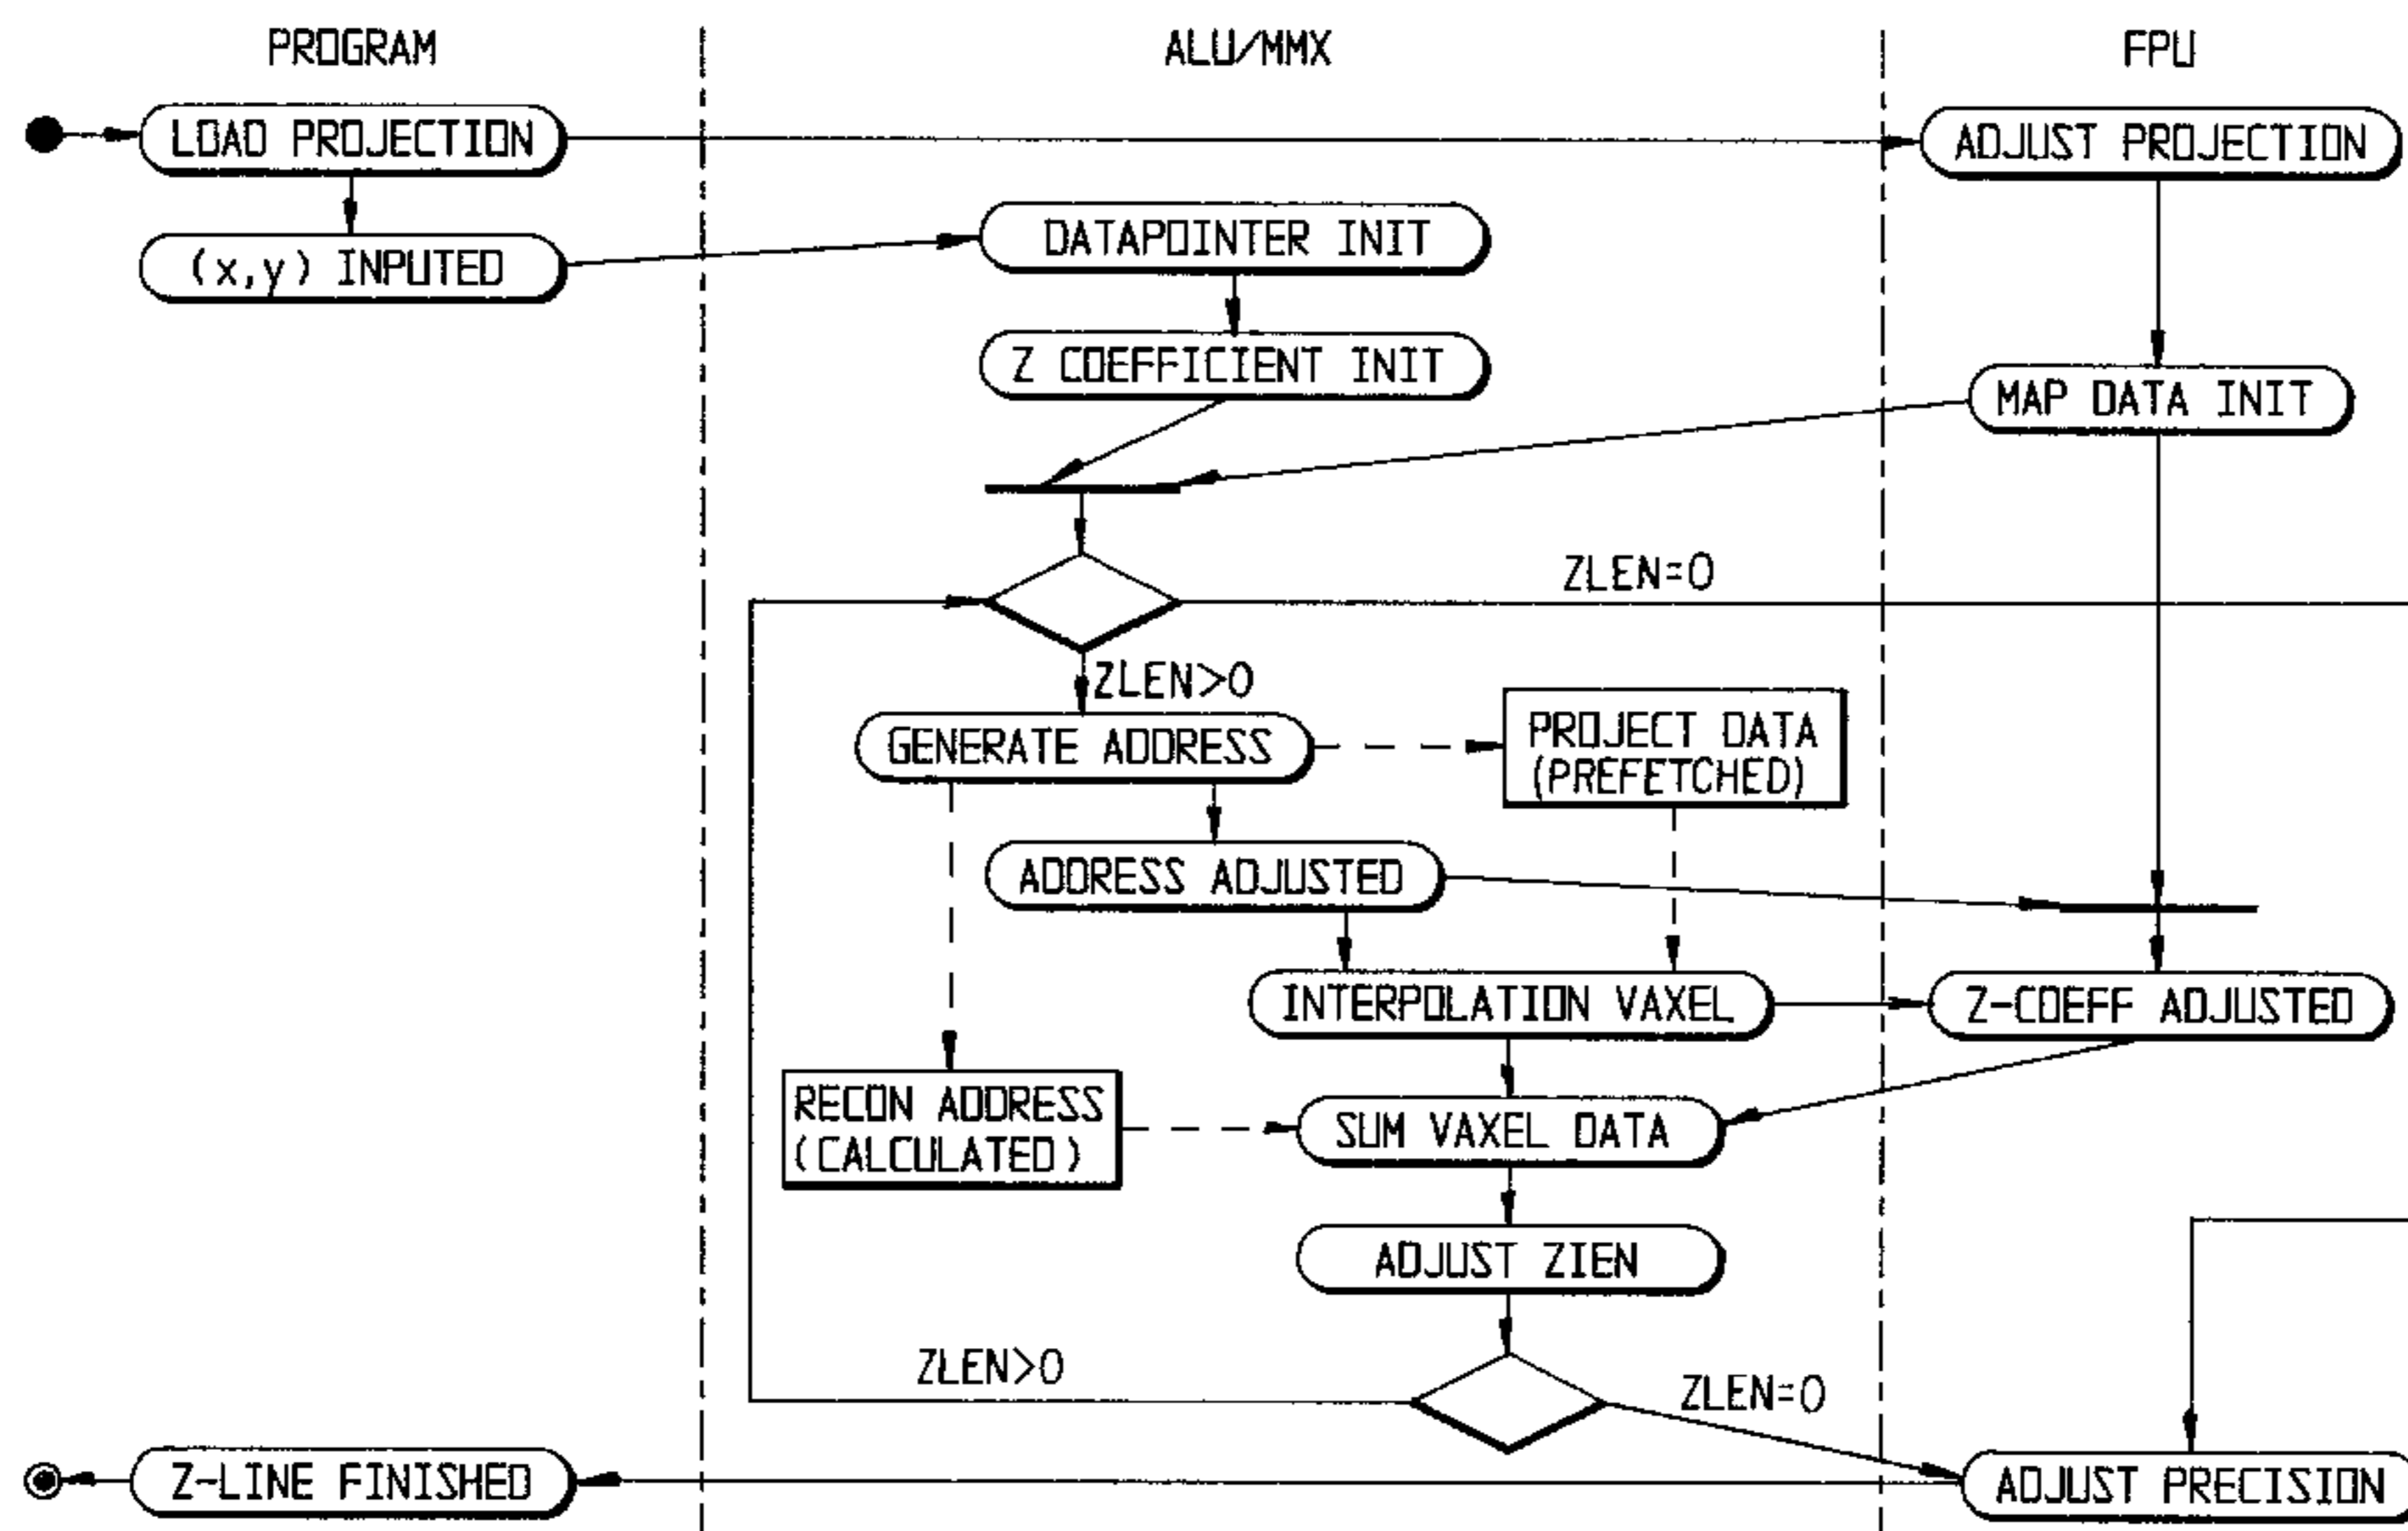 PROGRAM
ALU/MMX
FPU
LOAD PROJECTION
ADJUST PROJECTION
(x,y) INPUTED
DATAPOINTER INIT
Z COEFFICIENT INIT
MAP DATA INIT
ZLEN=0
ZLEN>0
GENERATE ADDRESS
PROJECT DATA
(PREFETCHED)
ADDRESS ADJUSTED
INTERPOLATION VAXEL
Z-COEFF ADJUSTED
RECON ADDRESS
(CALCULATED)
SUM VAXEL DATA
ADJUST ZIEN
ZLEN>0
ZLEN=0
Z-LINE FINISHED
ADJUST PRECISION